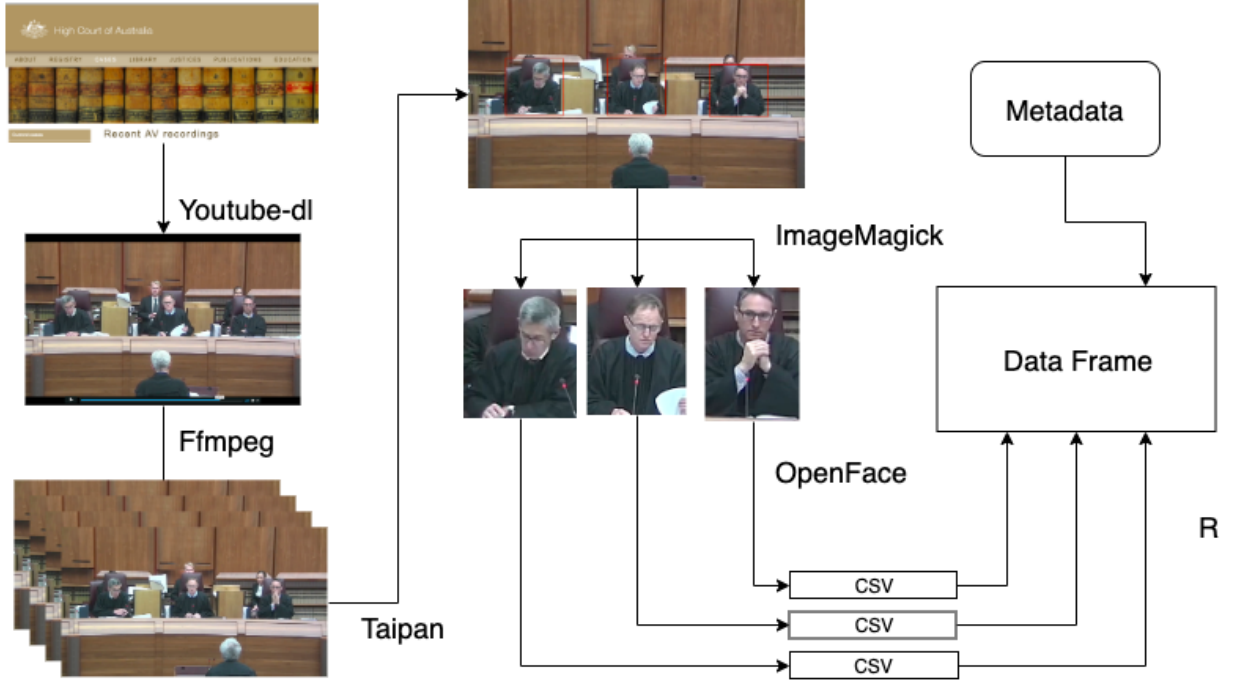 High Court of Australia
ABOUT REGISTRY CASES LIBRARY JUSTICES PUBLICATIONS EDUCATION
Recent AV recordings
Youtube-dl
Ffmpeg
Taipan
ImageMagick
OpenFace
CSV
CSV
CSV
Metadata
Data Frame
R